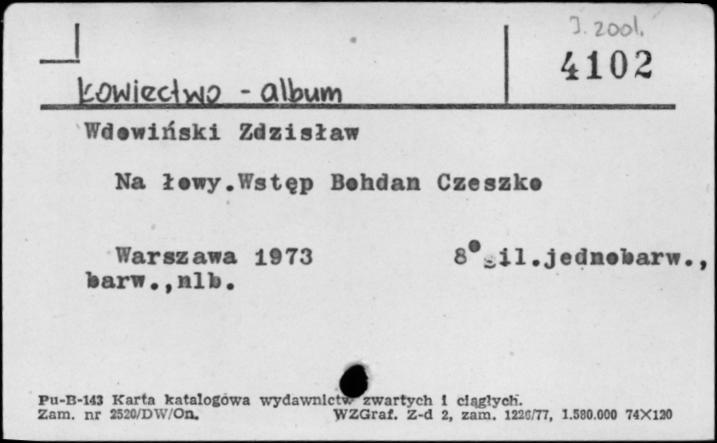 J. 2001.
4102
Łowiectwo - album
Wdowiński Zdzisław
Na łowy.Wstęp Bohdan Czeszko
Warszawa 1973 8° il.jednobarw.,
barw.,nlb.
Pu-B-143 Karta katalogowa wydawnictw zwartych i ciągłych.
Zam. nr 2520/DW/On. WZGraf. Z-d 2, zam. 1226/77, 1.580.000 74X120